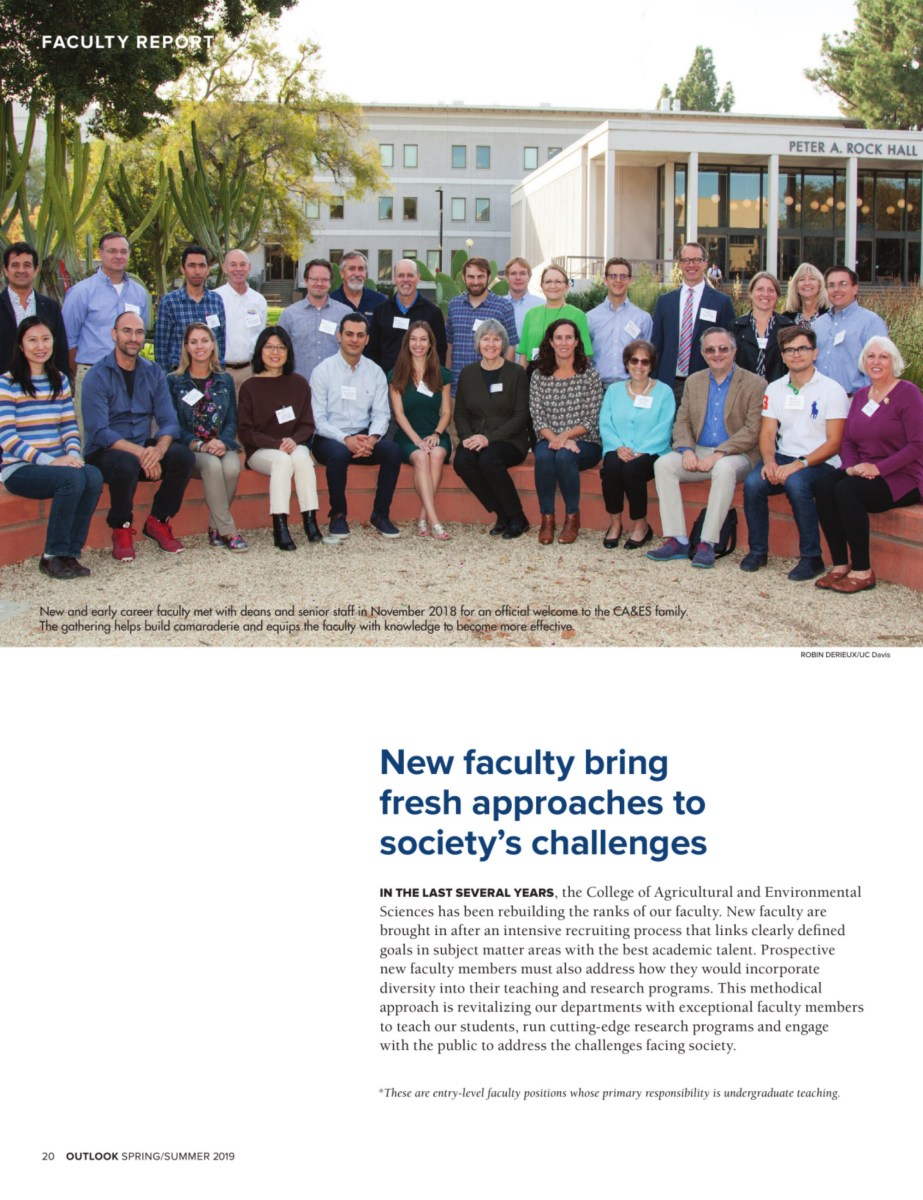 FACULTY REPORT
PETER A. ROCK HALL
New and early career faculty met with deans and senior staff in November 2018 for an official welcome to the CA&ES family.
The gathering helps build camaraderie and equips the faculty with knowledge to become more effective.
ROBIN DERIEUX/UC Davis
New faculty bring
fresh approaches to
society’s challenges
IN THE LAST SEVERAL YEARS, the College of Agricultural and Environmental
Sciences has been rebuilding the ranks of our faculty. New faculty are
brought in after an intensive recruiting process that links clearly defined
goals in subject matter areas with the best academic talent. Prospective
new faculty members must also address how they would incorporate
diversity into their teaching and research programs. This methodical
approach is revitalizing our departments with exceptional faculty members
to teach our students, run cutting-edge research programs and engage
with the public to address the challenges facing society.
*These are entry-level faculty positions whose primary responsibility is undergraduate teaching.
20 OUTLOOK SPRING/SUMMER 2019